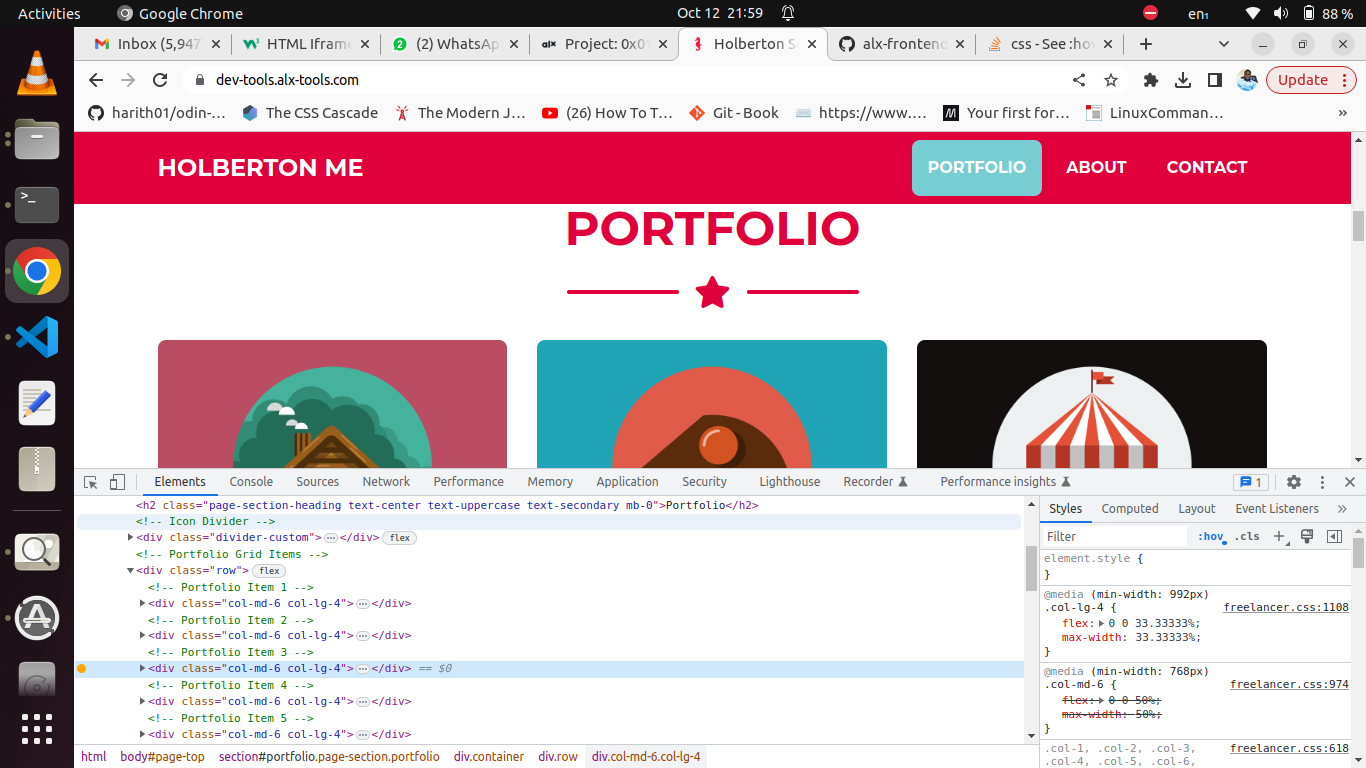 Activities
Google Chrome
Oct 12 21:59
en₁
88 %
Inbox (5,947
HTML Iframe
(2) WhatsAp
Project: 0x01
Holberton S
alx-frontend
css - See :ho
dev-tools.alx-tools.com
Update
harith01/odin-...
The CSS Cascade
The Modern J...
(26) How To T...
Git - Book
https://www....
Your first for...
LinuxComman...
»
HOLBERTON ME
PORTFOLIO
ABOUT
CONTACT
PORTFOLIO
Elements
Console
Sources
Network
Performance
Memory
Application
Security
Lighthouse
Recorder
Performance insights
1
<h2 class="page-section-heading text-center text-uppercase text-secondary mb-0">Portfolio</h2>
<!-- Icon Divider -->
<div class="divider-custom">…</div> flex
<!-- Portfolio Grid Items -->
<div class="row"> flex
<!-- Portfolio Item 1 -->
<div class="col-md-6 col-lg-4">…</div>
<!-- Portfolio Item 2 -->
<div class="col-md-6 col-lg-4">…</div>
<!-- Portfolio Item 3 -->
<div class="col-md-6 col-lg-4">…</div> == $0
<!-- Portfolio Item 4 -->
<div class="col-md-6 col-lg-4">…</div>
<!-- Portfolio Item 5 -->
<div class="col-md-6 col-lg-4">…</div>
html
body#page-top
section#portfolio.page-section.portfolio
div.container
div.row
div.col-md-6.col-lg-4
Styles
Computed
Layout
Event Listeners
»
Filter
:hov
.cls
element.style {
}
@media (min-width: 992px)
.col-lg-4 {
freelancer.css:1108
flex: 0 0 33.33333%;
max-width: 33.33333%;
}
@media (min-width: 768px)
.col-md-6 {
freelancer.css:974
flex: 0 0 50%;
max-width: 50%;
}
.col-1, .col-2, .col-3,
freelancer.css:618
.col-4, .col-5, .col-6,